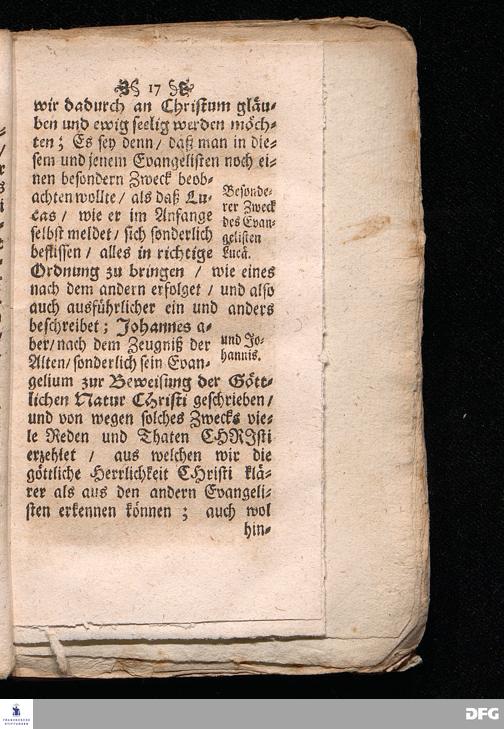 17
wir dadurch an Christum gläu-
ben und ewig seelig werden möch-
ten; Es sey denn / daß man in die-
sem und jenem Evangelisten noch ei-
nen besondern Zweck beob-
achten wollte / als daß Lu-
cas / wie er im Anfange
selbst meldet / sich sonderlich
beflissen / alles in richtige
Besonde-
rer Zweck
des Evan-
gelisten
Lucä.
Ordnung zu bringen / wie eines
nach dem andern erfolget / und also
auch ausführlicher ein und anders
beschreibet; Johannes a-
ber / nach dem Zeugniß der
Alten / sonderlich sein Evan-
und Jo-
hannis.
gelium zur Beweisung der Gött-
lichen Natur CHristi geschrieben /
und von wegen solches Zwecks vie-
le Reden und Thaten CHRIsti
erzehlet / aus welchen wir die
göttliche Herrlichkeit CHristi klä-
rer als aus den andern Evangeli-
sten erkennen können; auch wol
hin-
FRANCKESCHE
STIFTUNGEN
DFG